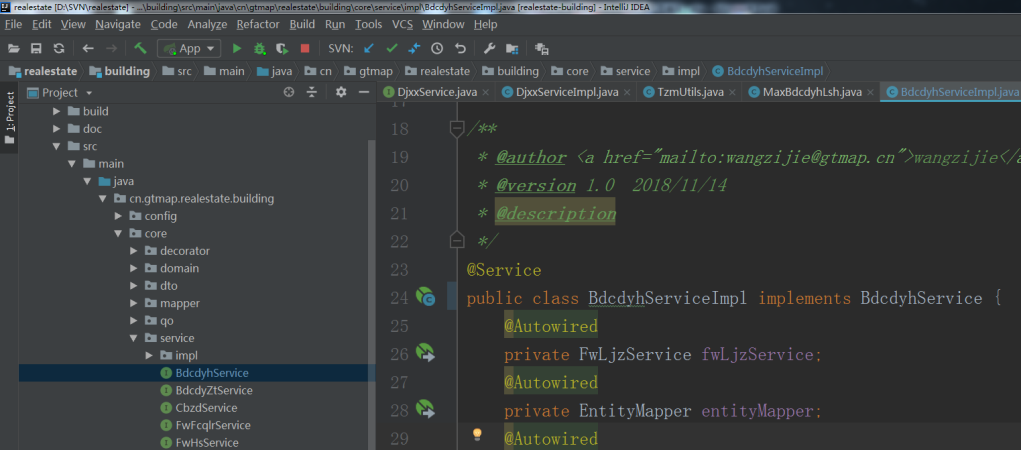 realestate [D:\SVN\realestate] - ...\building\src\main\java\cn\gtmap\realestate\building\core\service\impl\BdcdyhServiceImpl.java [realestate-building] - IntelliJ IDEA
File Edit View Navigate Code Analyze Refactor Build Run Tools VCS Window Help
App SVN:
realestate building src main java cn gtmap realestate building core service impl BdcdyhServiceImpl
1: Project
Project
DjxxService.java × DjxxServiceImpl.java × TzmUtils.java × MaxBdcdyhLsh.java × BdcdyhServiceImpl.java
build
doc
src
main
java
cn.gtmap.realestate.building
config
core
decorator
domain
dto
mapper
qo
service
impl
BdcdyhService
BdcdyZtService
CbzdService
FwFcqlrService
FwHsService
17
18 /**
19 * @author <a href="mailto:wangzijie@gtmap.cn">wangzijie</a
20 * @version 1.0 2018/11/14
21 * @description
22 */
23 @Service
24 public class BdcdyhServiceImpl implements BdcdyhService {
25 @Autowired
26 private FwLjzService fwLjzService;
27 @Autowired
28 private EntityMapper entityMapper;
29 @Autowired